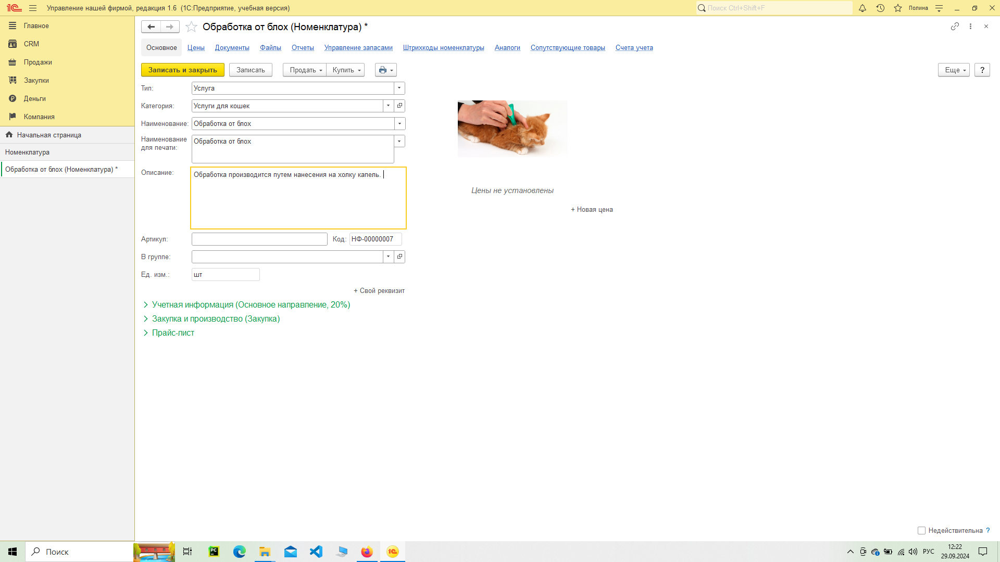 Управление нашей фирмой, редакция 1.6 (1С:Предприятие, учебная версия)
Поиск Ctrl+Shift+F
Полина
Главное
CRM
Продажи
Закупки
Деньги
Компания
Начальная страница
Номенклатура
Обработка от блох (Номенклатура) *
Обработка от блох (Номенклатура) *
Основное Цены Документы Файлы Отчеты Управление запасами Штрихкоды номенклатуры Аналоги Сопутствующие товары Счета учета
Записать и закрыть Записать Продать Купить Еще ?
Тип: Услуга
Категория: Услуги для кошек
Наименование: Обработка от блох
Наименование для печати: Обработка от блох
Описание: Обработка производится путем нанесения на холку капель.
Цены не установлены
+ Новая цена
Артикул: Код: НФ-00000007
В группе:
Ед. изм.: шт
+ Свой реквизит
Учетная информация (Основное направление, 20%)
Закупка и производство (Закупка)
Прайс-лист
Недействительна ?
Поиск
РУС
12:22
29.09.2024